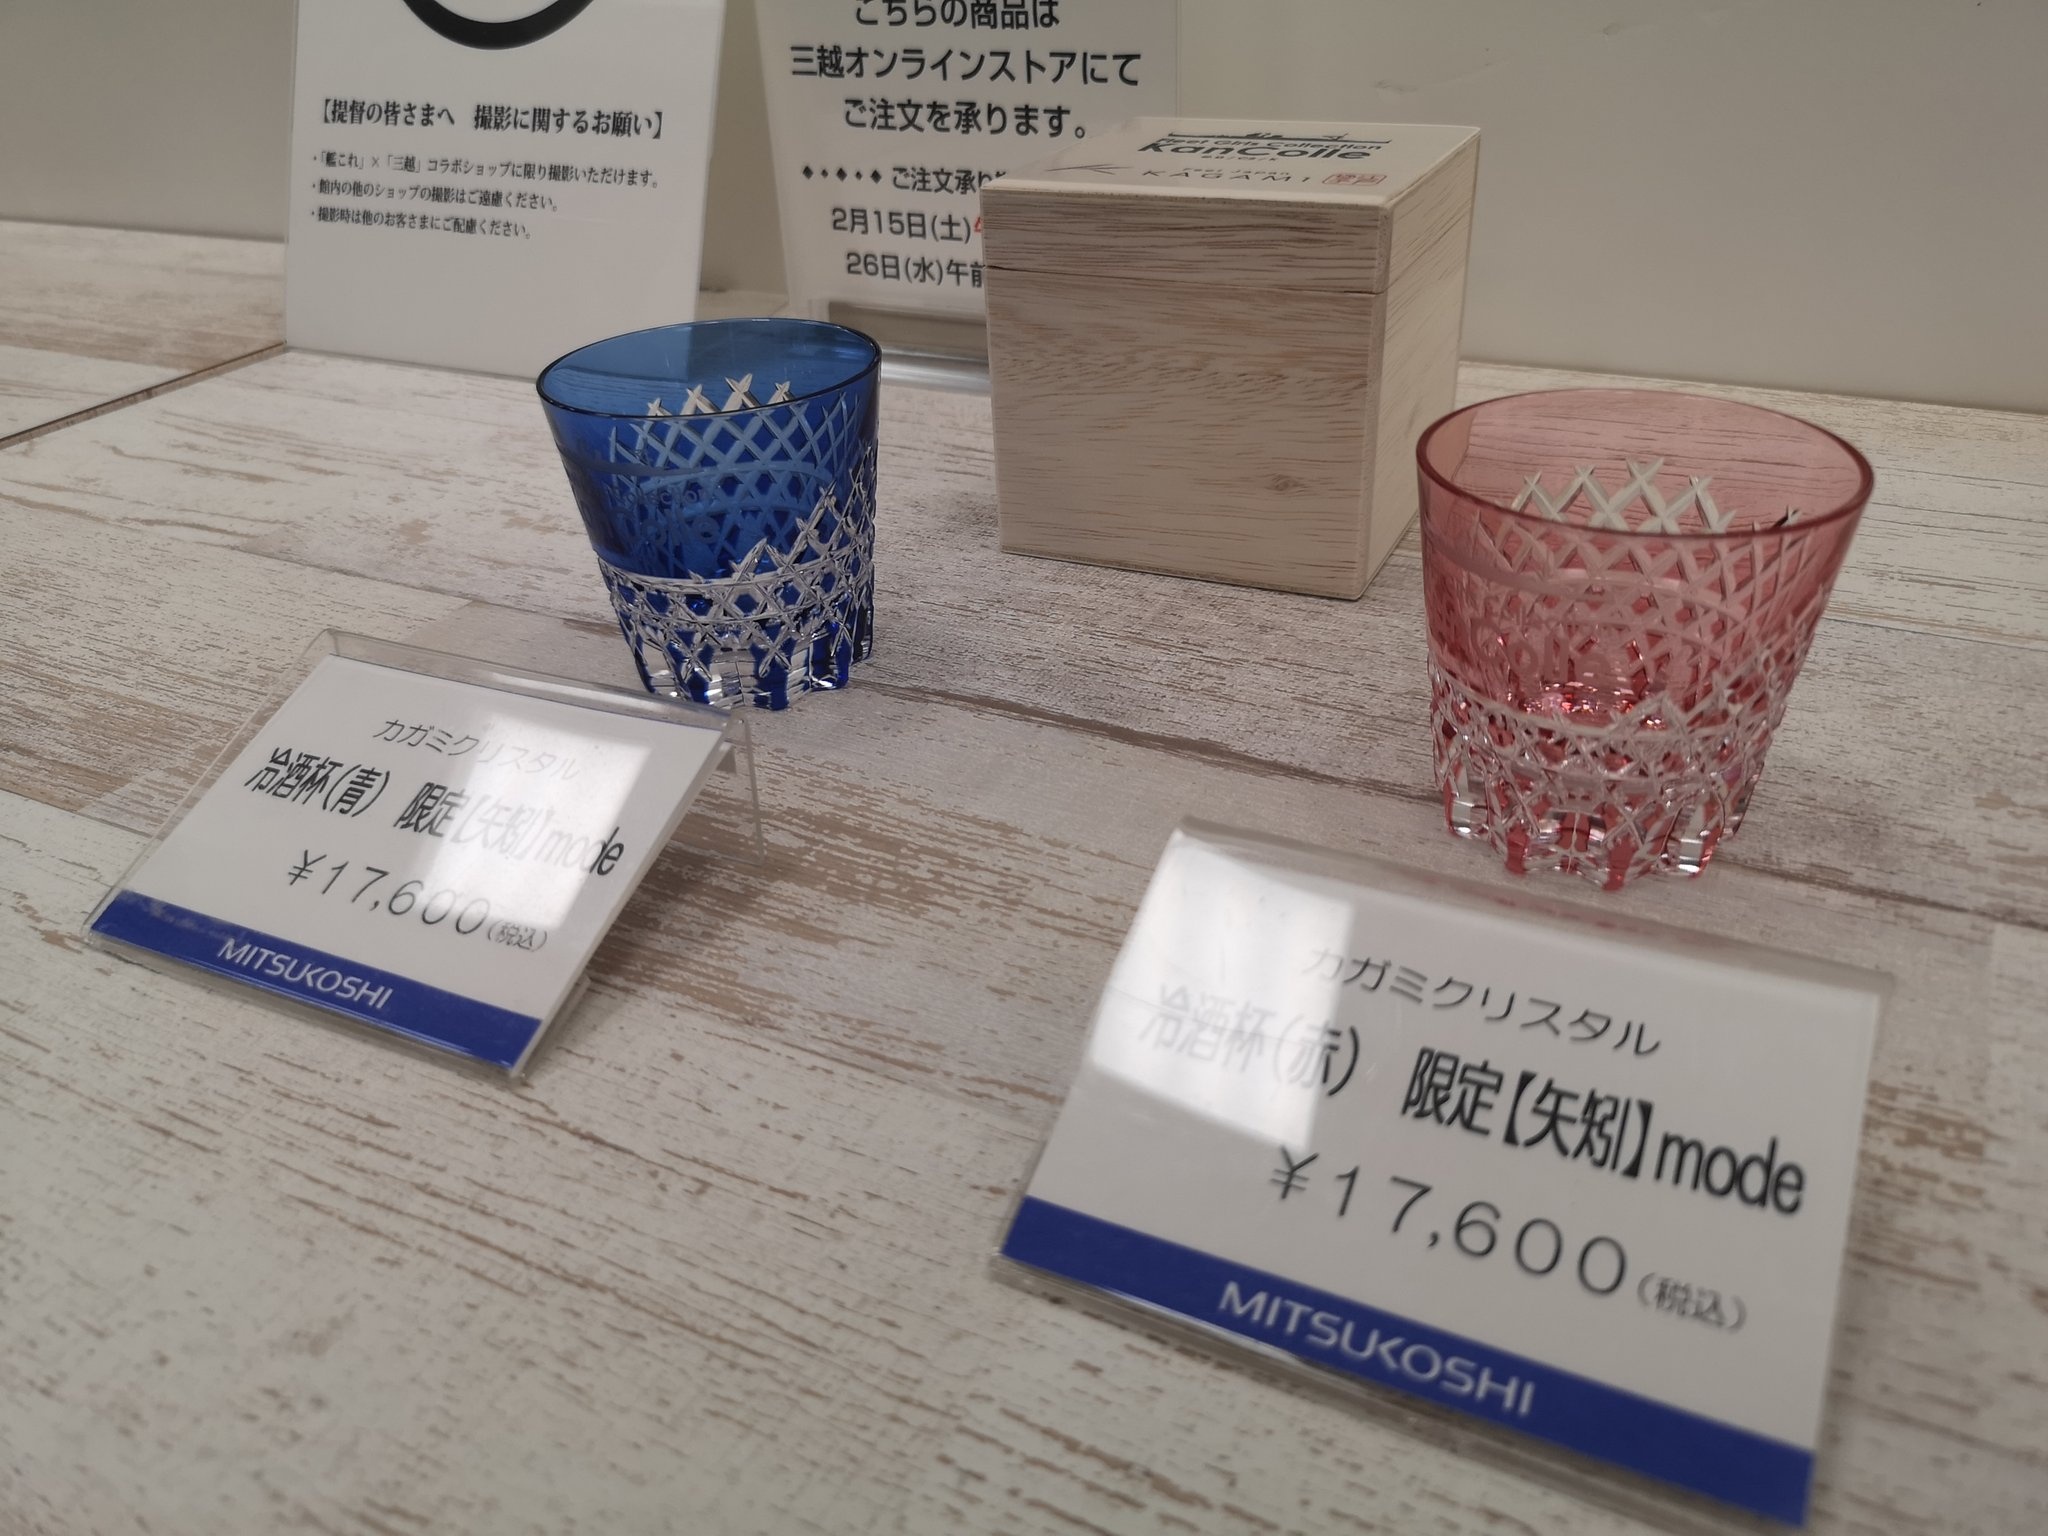 【提督の皆さまへ　撮影に関するお願い】
・「艦これ」×「三越」コラボショップに限り撮影いただけます。
・館内の他のショップの撮影はご遠慮ください。
・撮影時は他のお客さまにご配慮ください。
こちらの商品は
三越オンラインストアにて
ご注文を承ります。
ご注文承り
2月15日(土)
26日(水)午前
Fleet Girls Collection
KanColle
KAGAMI
カガミクリスタル
冷酒杯（青）　限定【矢矧】mode
￥17,600（税込）
MITSUKOSHI
カガミクリスタル
冷酒杯（赤）　限定【矢矧】mode
￥17,600（税込）
MITSUKOSHI